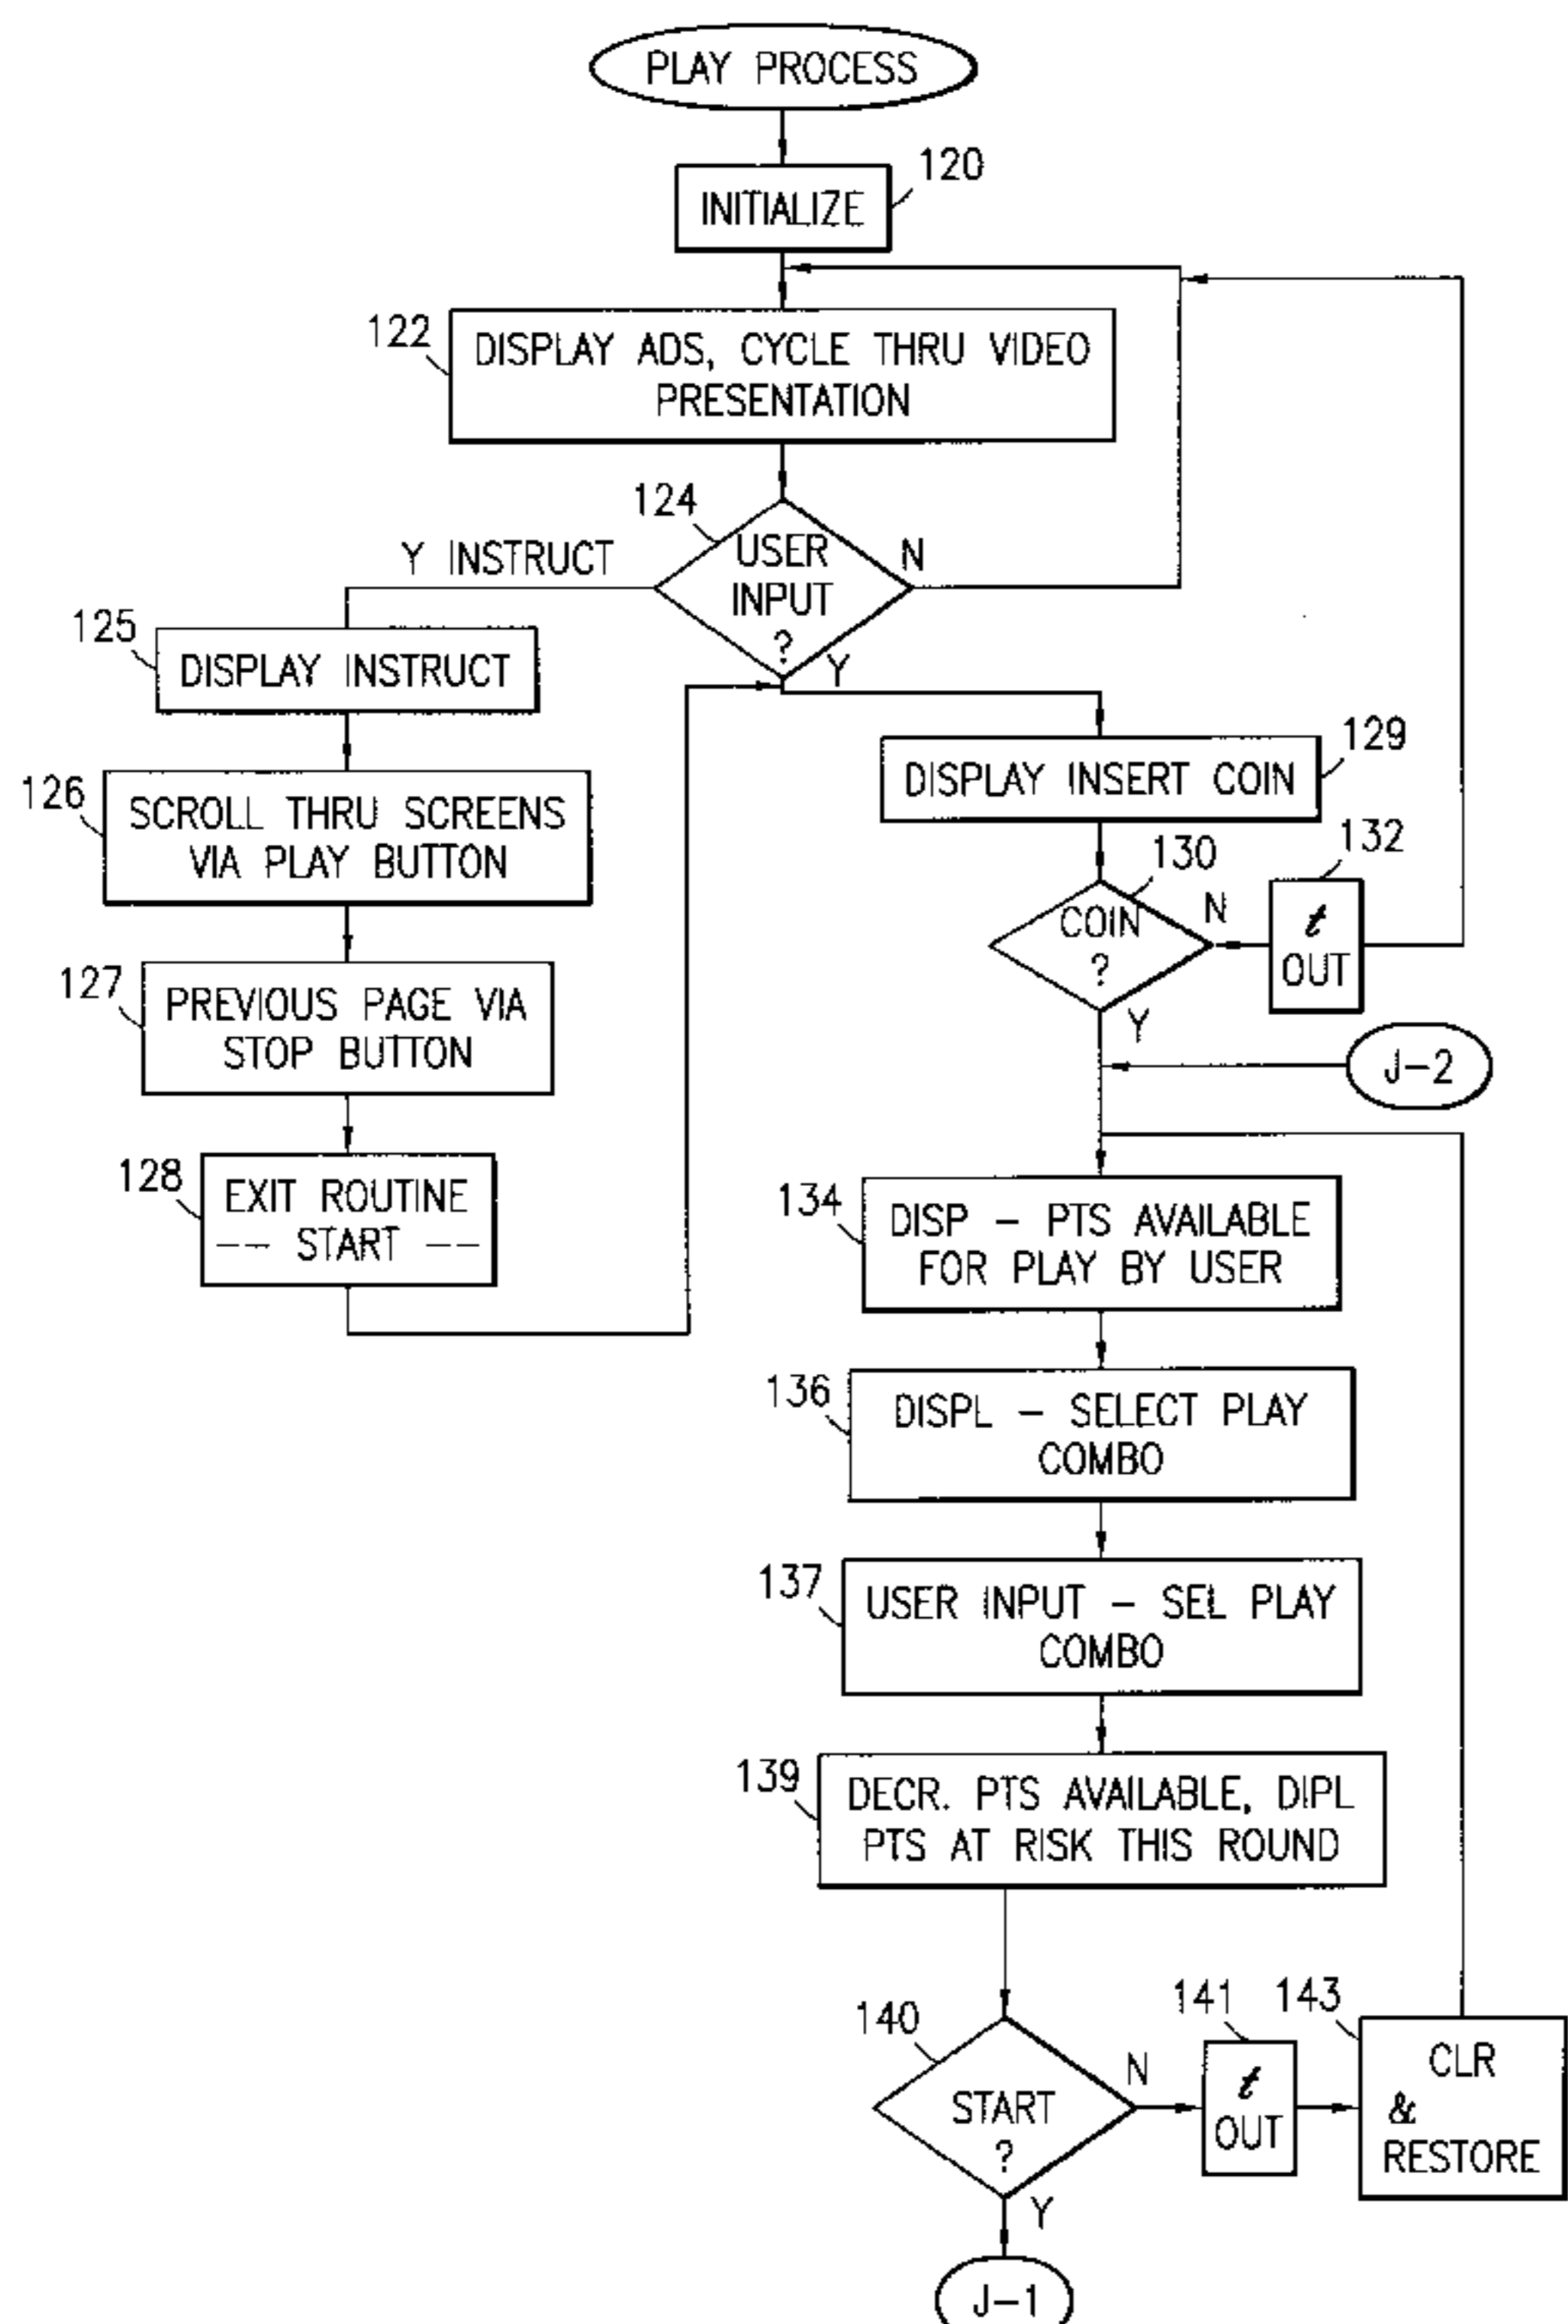 PLAY PROCESS
120
INITIALIZE
122
DISPLAY ADS, CYCLE THRU VIDEO
PRESENTATION
124
Y INSTRUCT
USER
INPUT
?
N
Y
125
DISPLAY INSTRUCT
126
SCROLL THRU SCREENS
VIA PLAY BUTTON
127
PREVIOUS PAGE VIA
STOP BUTTON
128
EXIT ROUTINE
-- START --
129
DISPLAY INSERT COIN
130
COIN
?
N
Y
132
t
OUT
J-2
134
DISP - PTS AVAILABLE
FOR PLAY BY USER
136
DISPL - SELECT PLAY
COMBO
137
USER INPUT - SEL PLAY
COMBO
139
DECR. PTS AVAILABLE, DIPL
PTS AT RISK THIS ROUND
140
START
?
N
Y
141
t
OUT
143
CLR
&
RESTORE
J-1